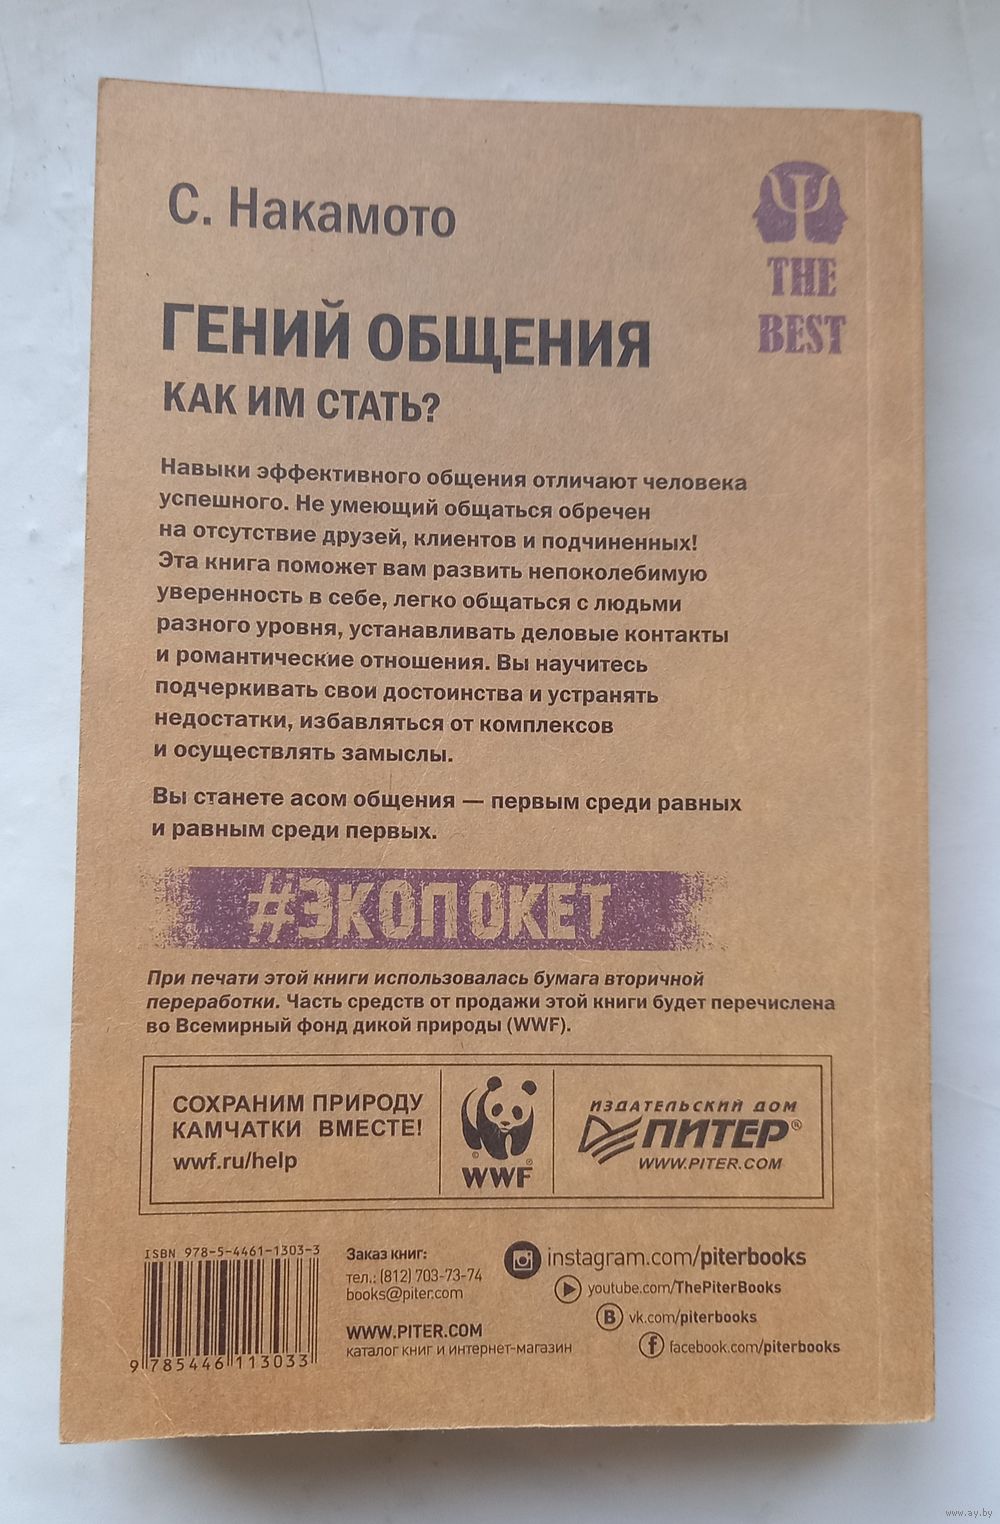 С. Накамото
THE
BEST
ГЕНИЙ ОБЩЕНИЯ
КАК ИМ СТАТЬ?
Навыки эффективного общения отличают человека
успешного. Не умеющий общаться обречен
на отсутствие друзей, клиентов и подчиненных!
Эта книга поможет вам развить непоколебимую
уверенность в себе, легко общаться с людьми
разного уровня, устанавливать деловые контакты
и романтические отношения. Вы научитесь
подчеркивать свои достоинства и устранять
недостатки, избавляться от комплексов
и осуществлять замыслы.
Вы станете асом общения — первым среди равных
и равным среди первых.
#ЭКОПОКЕТ
При печати этой книги использовалась бумага вторичной
переработки. Часть средств от продажи этой книги будет перечислена
во Всемирный фонд дикой природы (WWF).
СОХРАНИМ ПРИРОДУ
КАМЧАТКИ ВМЕСТЕ!
wwf.ru/help
® WWF ®
ИЗДАТЕЛЬСКИЙ ДОМ
ПИТЕР®
WWW.PITER.COM
ISBN 978-5-4461-1303-3
9 785446 113033
Заказ книг:
тел.: (812) 703-73-74
books@piter.com
WWW.PITER.COM
каталог книг и интернет-магазин
instagram.com/piterbooks
youtube.com/ThePiterBooks
vk.com/piterbooks
facebook.com/piterbooks
www.ay.by